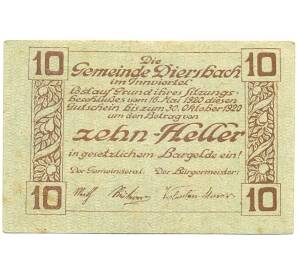 10 Die 10
Gemeinde Diersbach
im Innviertel
löst auf Grund ihres Sitzungs-
beschlußes vom 16. Mai 1920 diesen
Gutschein bis zum 30. Oktober 1920
um den Betrag von
zehn Heller
in gesetzlichem Bargelde ein!
Der Gemeinderat: Der Bürgermeister:
10 10